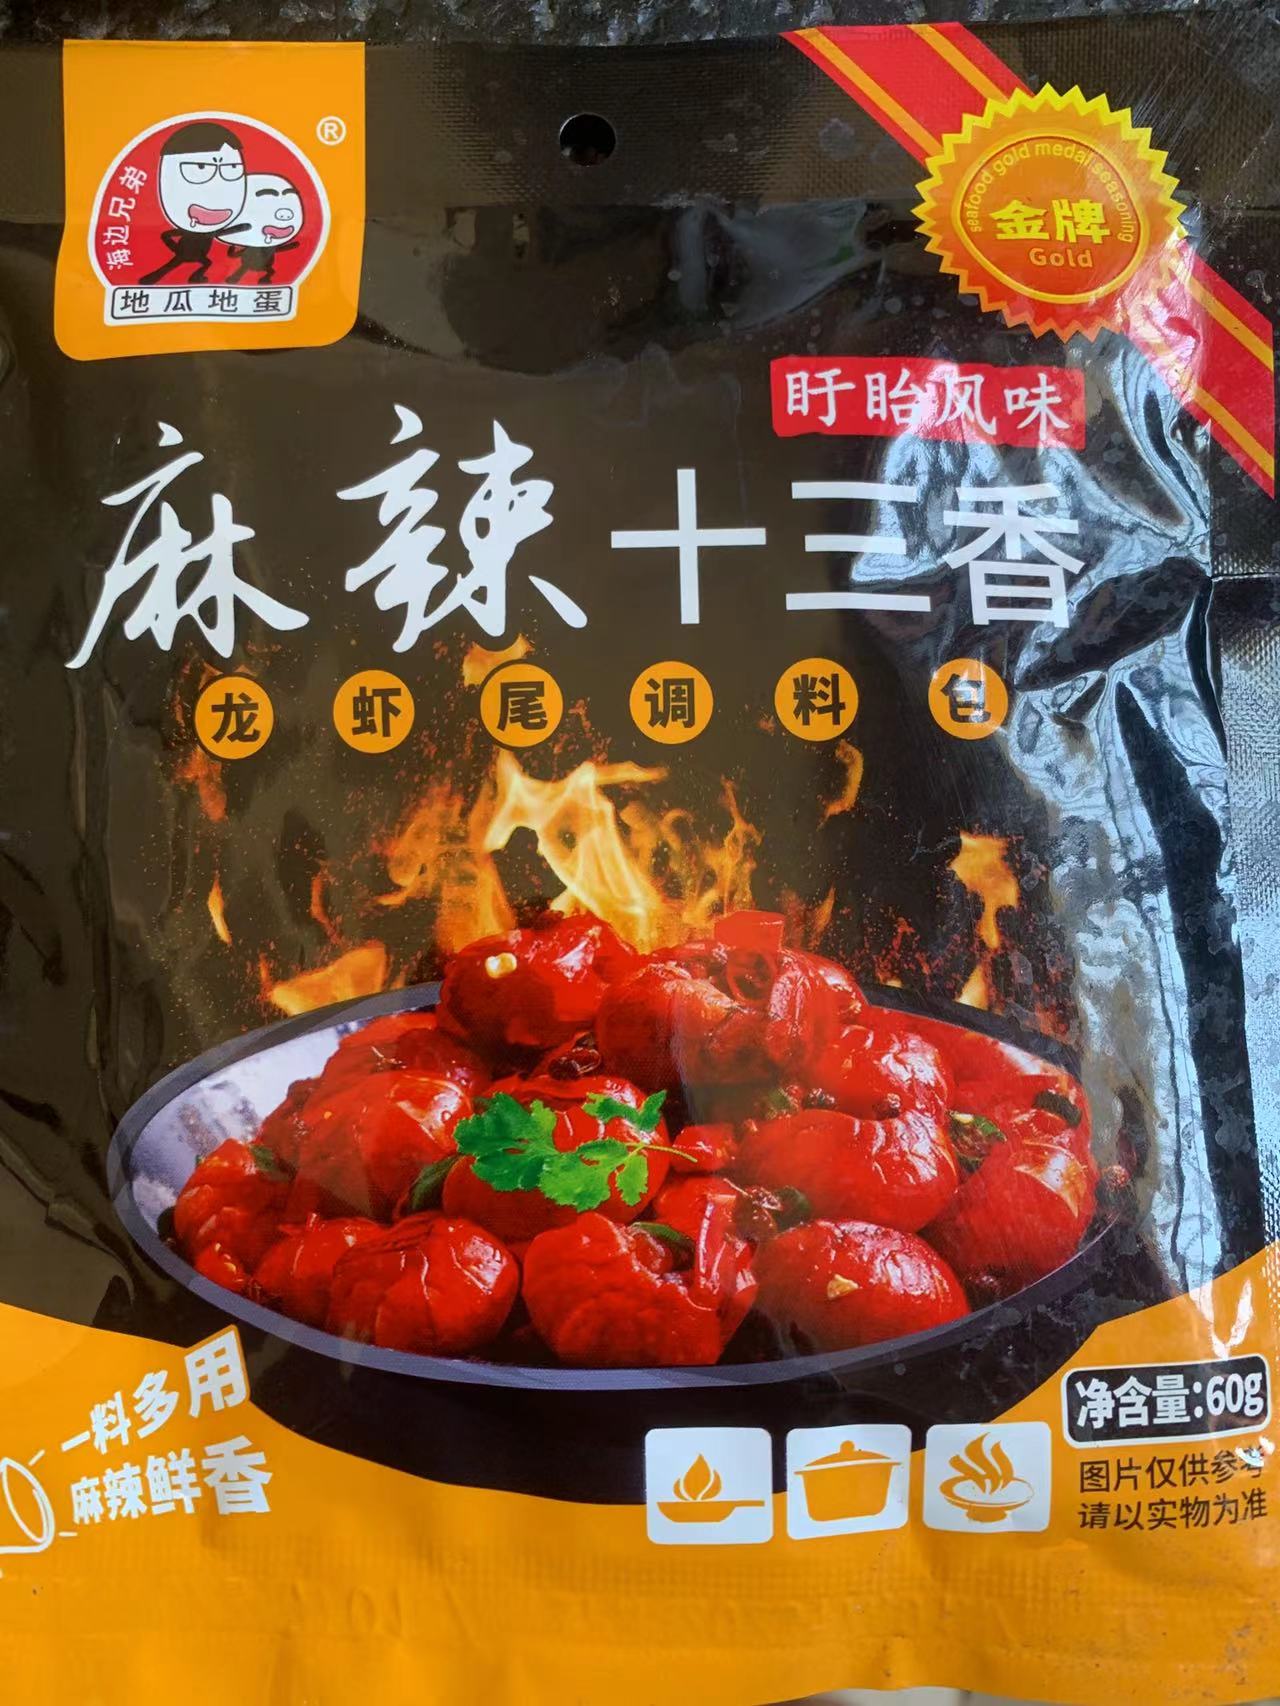 海边兄弟
®
地瓜地蛋
seafood gold medal seasoning
金牌
Gold
盱眙风味
麻辣十三香
龙虾尾调料包
一料多用
麻辣鲜香
净含量:60g
图片仅供参考
请以实物为准